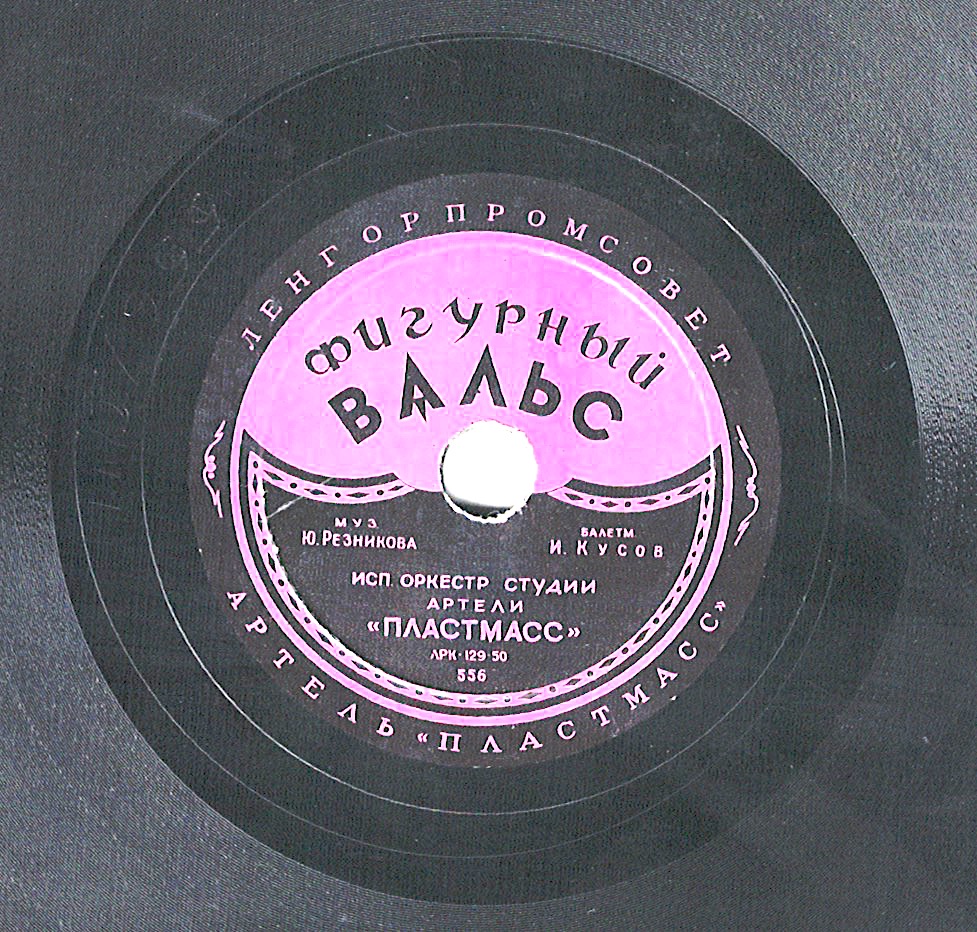 ЛЕНГОРПРОМСОВЕТ
ФИГУРНЫЙ
ВАЛЬС
МУЗ.
Ю. РЕЗНИКОВА
БАЛЕТМ.
И. КУСОВ
ИСП. ОРКЕСТР СТУДИИ
АРТЕЛИ
«ПЛАСТМАСС»
ЛРК-129-50
556
АРТЕЛЬ «ПЛАСТМАСС»